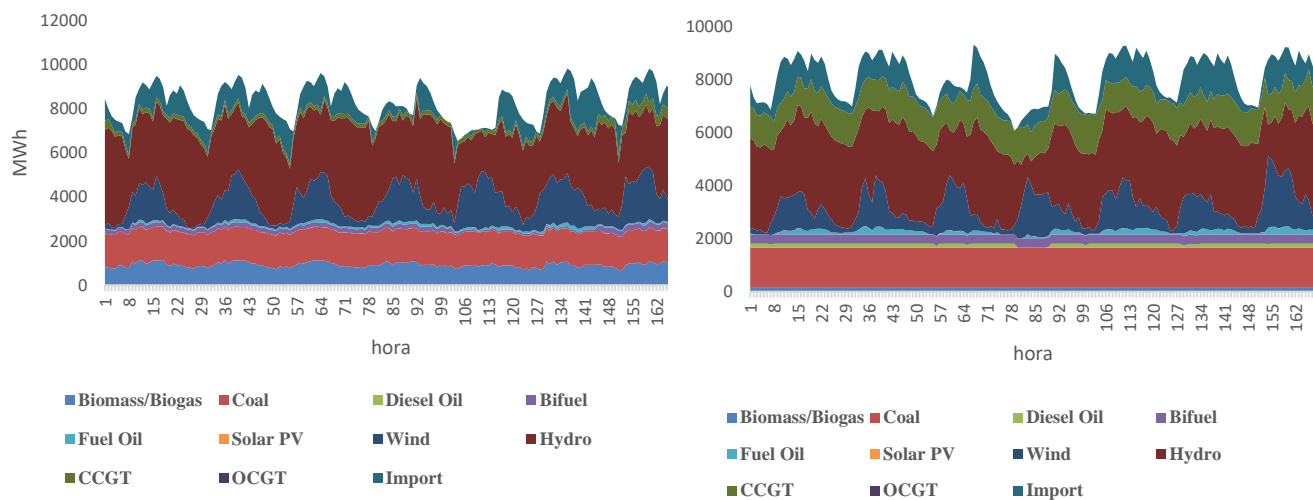 12000
10000
8000
6000
4000
2000
0
MWh
1 8 15 22 29 36 43 50 57 64 71 78 85 92 99 106 113 120 127 134 141 148 155 162
hora
Biomass/Biogas Coal Diesel Oil Bifuel
Fuel Oil Solar PV Wind Hydro
CCGT OCGT Import
10000
8000
6000
4000
2000
0
1 8 15 22 29 36 43 50 57 64 71 78 85 92 99 106 113 120 127 134 141 148 155 162
hora
Biomass/Biogas Coal Diesel Oil Bifuel
Fuel Oil Solar PV Wind Hydro
CCGT OCGT Import